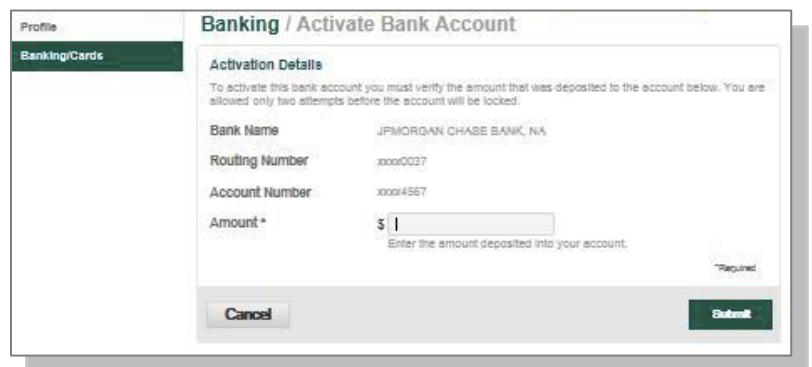 Profile
Banking/Cards
Banking / Activate Bank Account
Activation Details
To activate this bank account you must verify the amount that was deposited to the account below. You are
allowed only two attempts before the account will be locked.
Bank Name JPMORGAN CHASE BANK, NA
Routing Number xxxxx0037
Account Number xxxxx4567
Amount * $
Enter the amount deposited into your account.
*Required
Cancel Submit